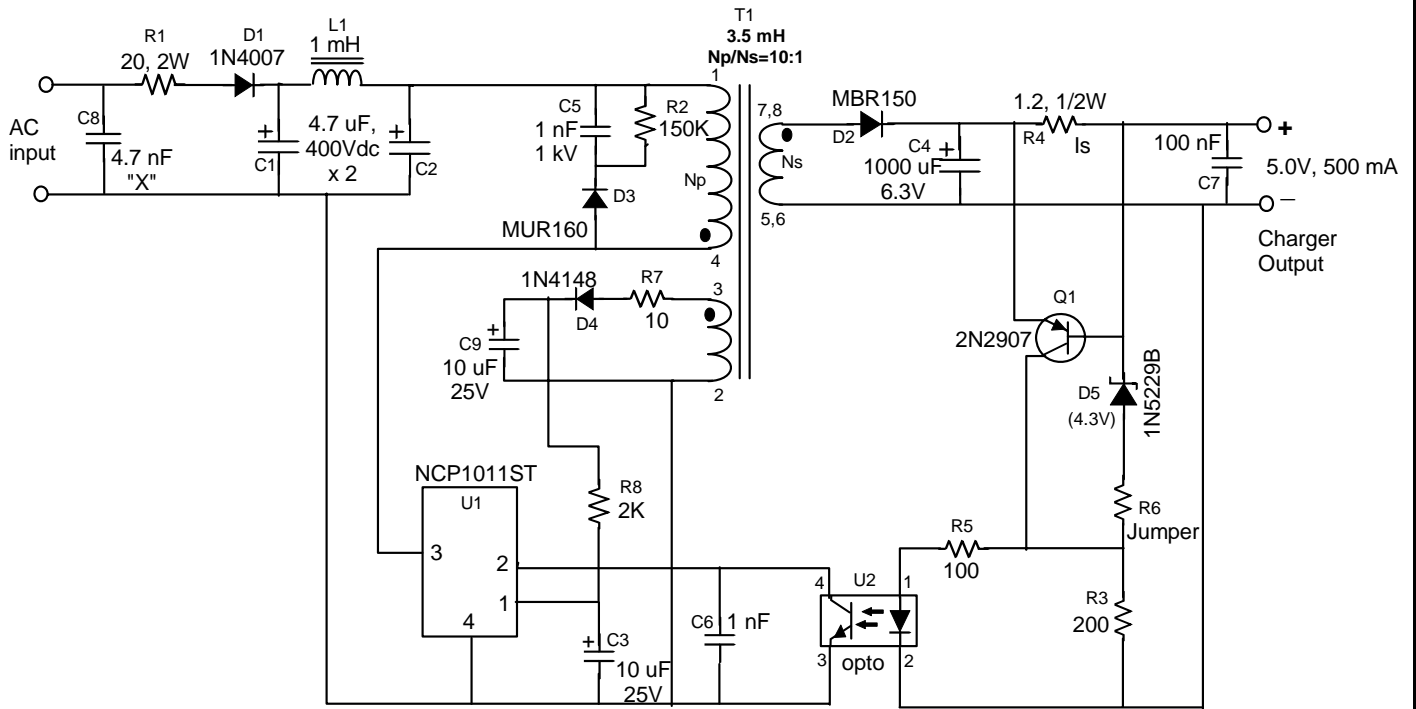 T1
3.5 mH
Np/Ns=10:1
R1
20, 2W
D1
1N4007
L1
1 mH
AC
input
C8
4.7 nF
"X"
4.7 uF,
400Vdc
x 2
C1
C2
C5
1 nF
1 kV
R2
150K
D3
MUR160
1
Np
4
7,8
Ns
5,6
MBR150
D2
C4
1000 uF
6.3V
1.2, 1/2W
R4
Is
100 nF
C7
+
5.0V, 500 mA
−
Charger
Output
1N4148
D4
R7
10
3
2
C9
10 uF
25V
Q1
2N2907
D5
(4.3V)
1N5229B
R6
Jumper
NCP1011ST
U1
3
2
1
4
R8
2K
C3
10 uF
25V
C6
1 nF
U2
4
1
3
2
opto
R5
100
R3
200
+
+
+
+
+